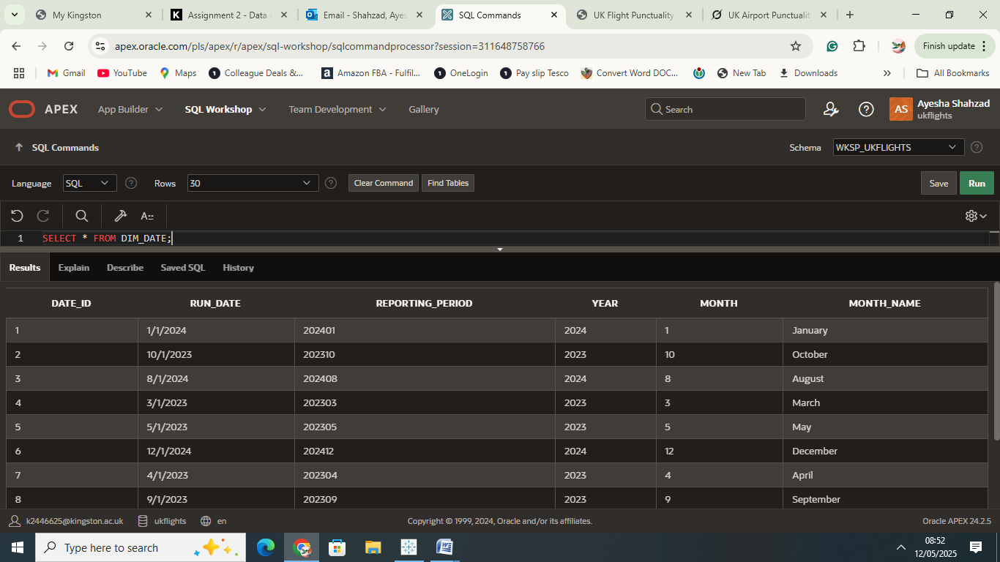 My Kingston
Assignment 2 - Data
Email - Shahzad, Ayes
SQL Commands
UK Flight Punctuality
UK Airport Punctualit
apex.oracle.com/pls/apex/r/apex/sql-workshop/sqlcommandprocessor?session=311648758766
Finish update
Gmail YouTube Maps Colleague Deals &... Amazon FBA - Fulfil... OneLogin Pay slip Tesco Convert Word DOC... New Tab Downloads » All Bookmarks
APEX App Builder SQL Workshop Team Development Gallery Search AS Ayesha Shahzad
ukflights
SQL Commands Schema WKSP_UKFLIGHTS
Language SQL Rows 30 Clear Command Find Tables Save Run
1 SELECT * FROM DIM_DATE;
Results Explain Describe Saved SQL History
DATE_ID RUN_DATE REPORTING_PERIOD YEAR MONTH MONTH_NAME
1 1/1/2024 202401 2024 1 January
2 10/1/2023 202310 2023 10 October
3 8/1/2024 202408 2024 8 August
4 3/1/2023 202303 2023 3 March
5 5/1/2023 202305 2023 5 May
6 12/1/2024 202412 2024 12 December
7 4/1/2023 202304 2023 4 April
8 9/1/2023 202309 2023 9 September
k2446625@kingston.ac.uk ukflights en Copyright © 1999, 2024, Oracle and/or its affiliates. Oracle APEX 24.2.5
Type here to search 08:52
12/05/2025